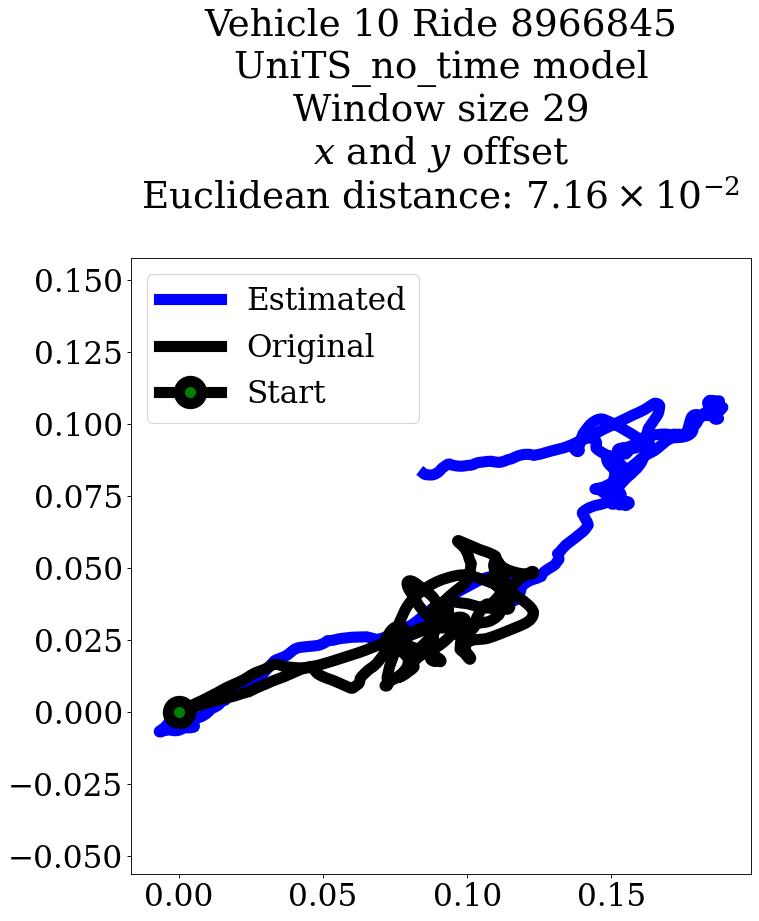 Vehicle 10 Ride 8966845
UniTS_no_time model
Window size 29
x and y offset
Euclidean distance: 7.16 × 10⁻²
Estimated
Original
Start
0.150
0.125
0.100
0.075
0.050
0.025
0.000
−0.025
−0.050
0.00 0.05 0.10 0.15